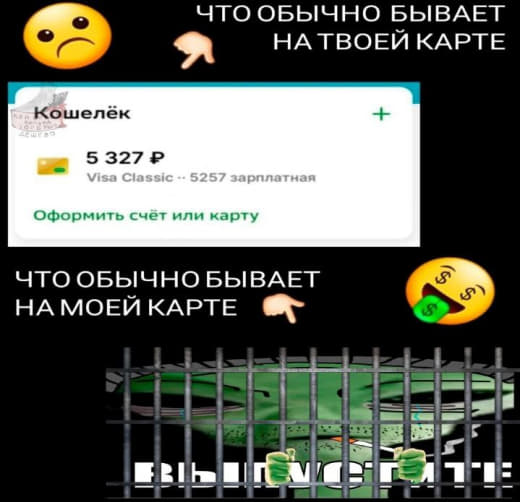 ЧТО ОБЫЧНО БЫВАЕТ
НА ТВОЕЙ КАРТЕ
Кошелёк
+
5 327 ₽
Visa Classic ·· 5257 зарплатная
Оформить счёт или карту
ЧТО ОБЫЧНО БЫВАЕТ
НА МОЕЙ КАРТЕ
ВЫПУСТИТЕ